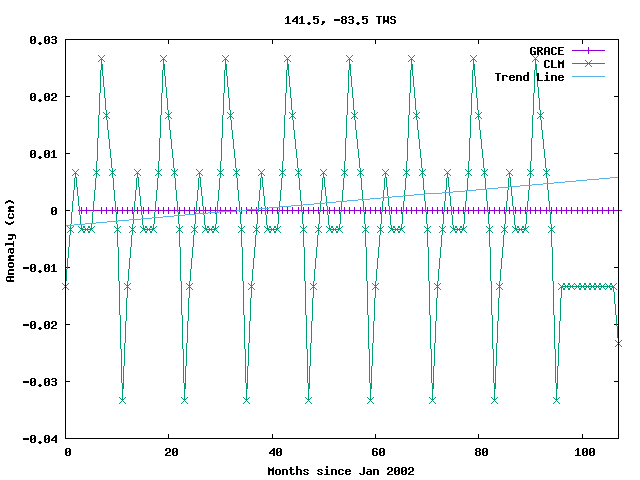 141.5, -83.5 TWS
GRACE
CLM
Trend Line
0.03
0.02
0.01
0
-0.01
-0.02
-0.03
-0.04
Anomaly (cm)
0 20 40 60 80 100
Months since Jan 2002